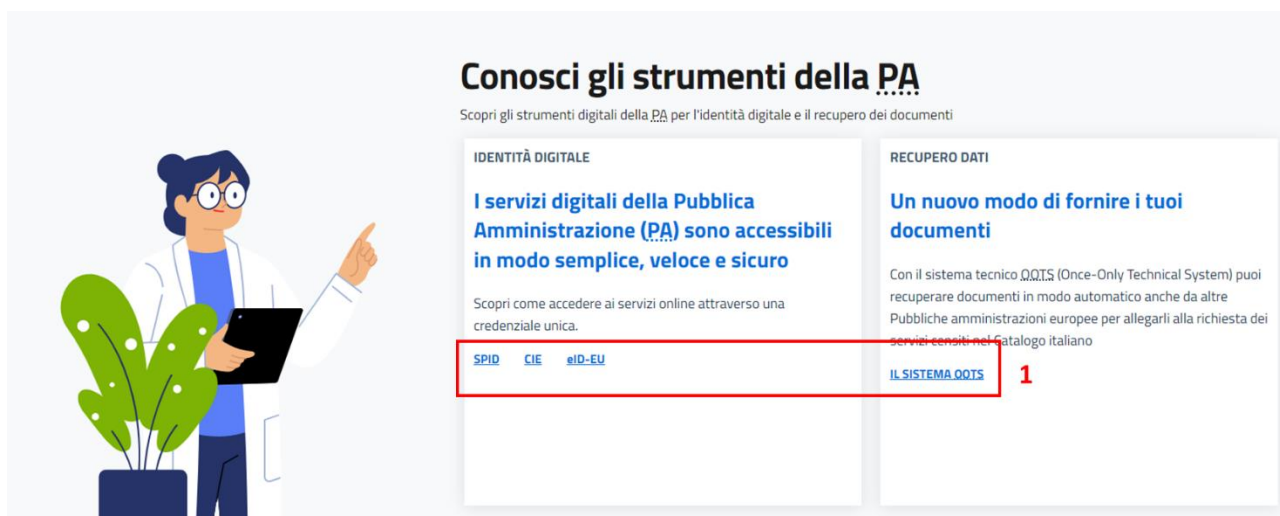 Conosci gli strumenti della PA
Scopri gli strumenti digitali della PA per l'identità digitale e il recupero dei documenti
IDENTITÀ DIGITALE
I servizi digitali della Pubblica
Amministrazione (PA) sono accessibili
in modo semplice, veloce e sicuro
Scopri come accedere ai servizi online attraverso una
credenziale unica.
SPID CIE eID-EU
RECUPERO DATI
Un nuovo modo di fornire i tuoi
documenti
Con il sistema tecnico OOTS (Once-Only Technical System) puoi
recuperare documenti in modo automatico anche da altre
Pubbliche amministrazioni europee per allegarli alla richiesta dei
servizi censiti nel Catalogo italiano
IL SISTEMA OOTS
1